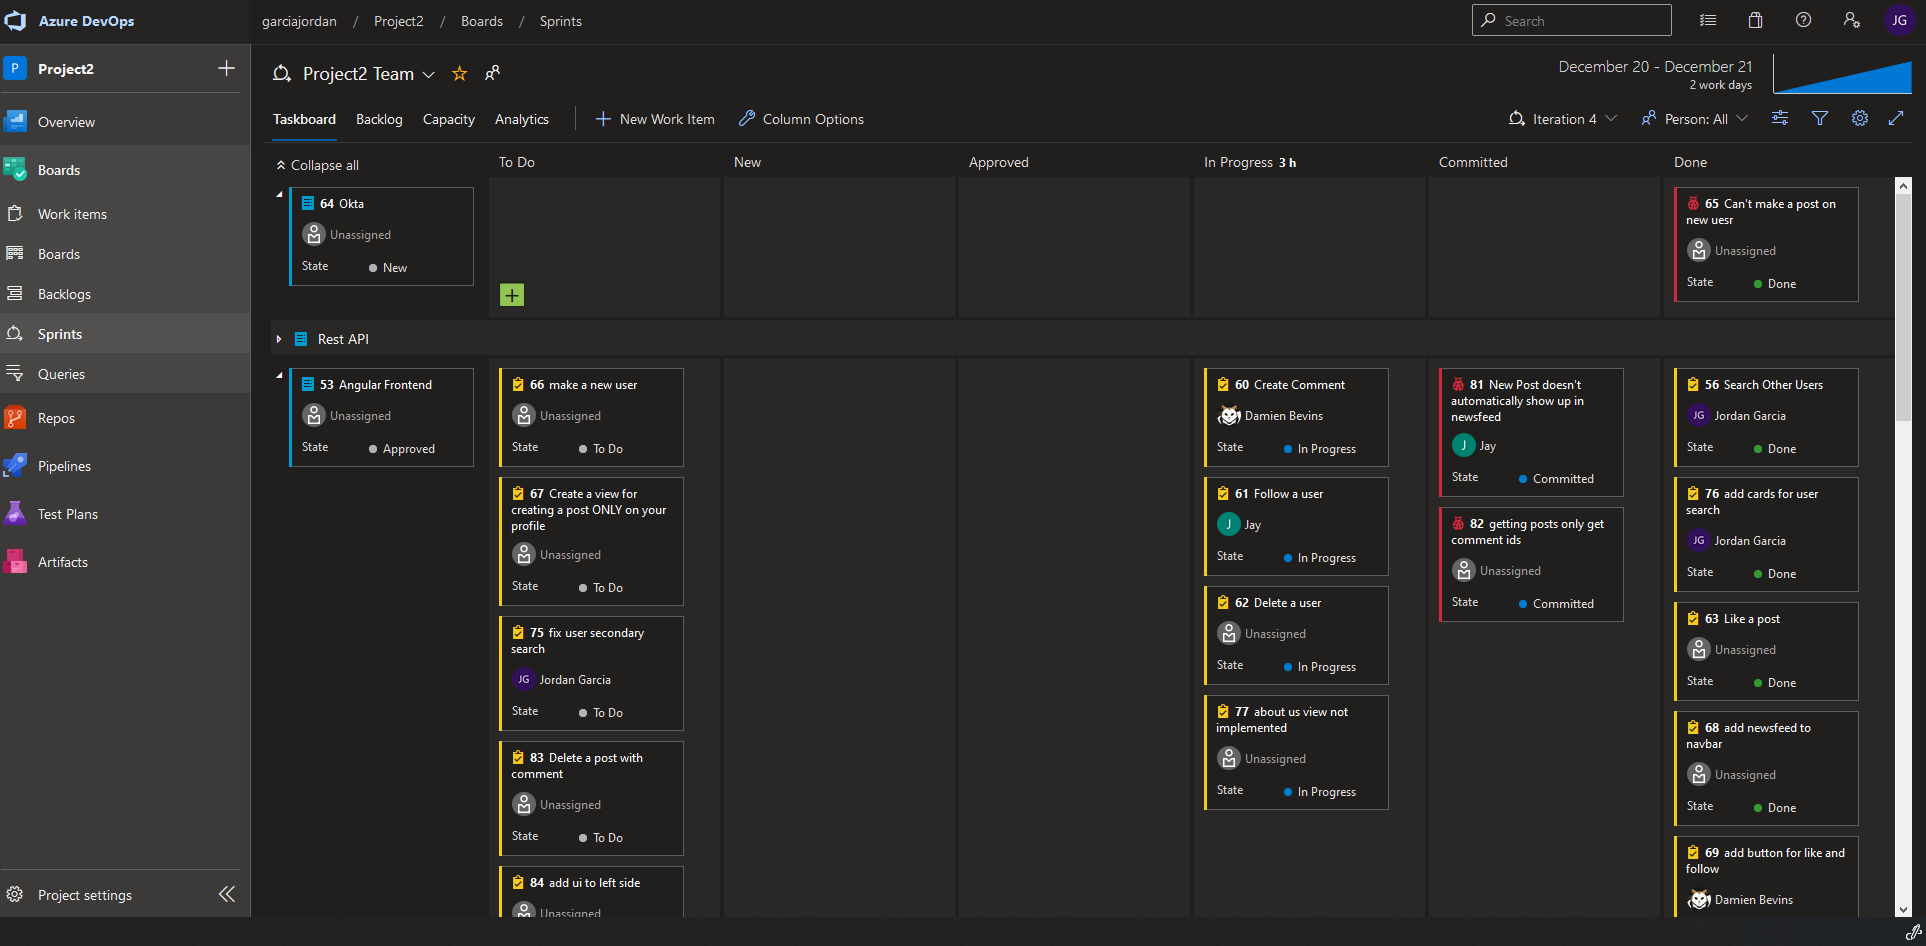 Azure DevOps
garciajordan / Project2 / Boards / Sprints
Search
JG
P Project2
Overview
Boards
Work items
Boards
Backlogs
Sprints
Queries
Repos
Pipelines
Test Plans
Artifacts
Project settings
Project2 Team
December 20 - December 21
2 work days
Taskboard Backlog Capacity Analytics New Work Item Column Options
Iteration 4 Person: All
Collapse all
To Do New Approved In Progress 3 h Committed Done
64 Okta
Unassigned
State New
65 Can't make a post on
new uesr
Unassigned
State Done
Rest API
53 Angular Frontend
Unassigned
State Approved
66 make a new user
Unassigned
State To Do
67 Create a view for
creating a post ONLY on your
profile
Unassigned
State To Do
75 fix user secondary
search
JG Jordan Garcia
State To Do
83 Delete a post with
comment
Unassigned
State To Do
84 add ui to left side
Unassigned
60 Create Comment
Damien Bevins
State In Progress
61 Follow a user
J Jay
State In Progress
62 Delete a user
Unassigned
State In Progress
77 about us view not
implemented
Unassigned
State In Progress
81 New Post doesn't
automatically show up in
newsfeed
J Jay
State Committed
82 getting posts only get
comment ids
Unassigned
State Committed
56 Search Other Users
JG Jordan Garcia
State Done
76 add cards for user
search
JG Jordan Garcia
State Done
63 Like a post
Unassigned
State Done
68 add newsfeed to
navbar
Unassigned
State Done
69 add button for like and
follow
Damien Bevins